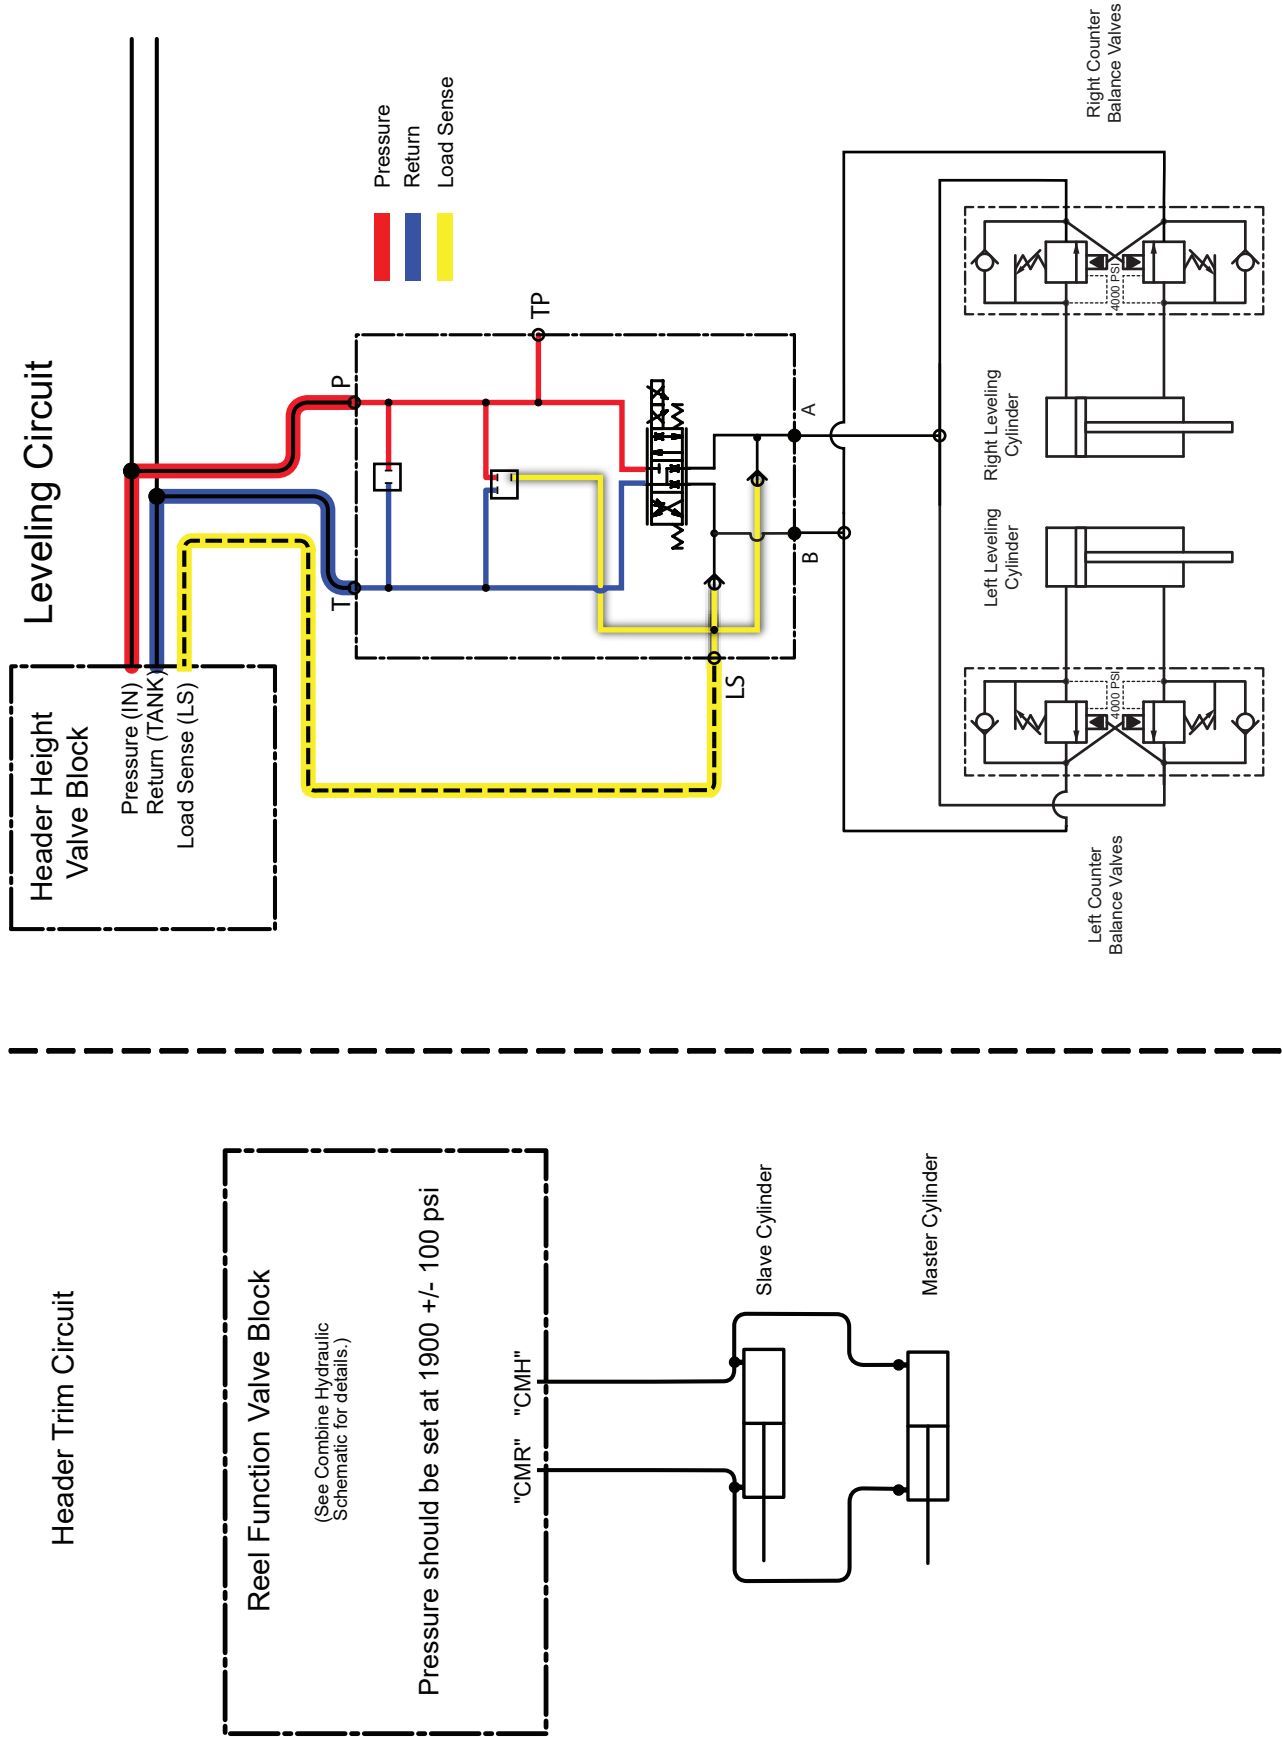 Header Trim Circuit
Reel Function Valve Block
(See Combine Hydraulic
Schematic for details.)
Pressure should be set at 1900 +/- 100 psi
"CMR" "CMH"
Slave Cylinder
Master Cylinder
Leveling Circuit
Header Height
Valve Block
Pressure (IN)
Return (TANK)
Load Sense (LS)
Pressure
Return
Load Sense
T
P
TP
LS
B
A
Left Leveling
Cylinder
Right Leveling
Cylinder
4000 PSI
4000 PSI
Left Counter
Balance Valves
Right Counter
Balance Valves